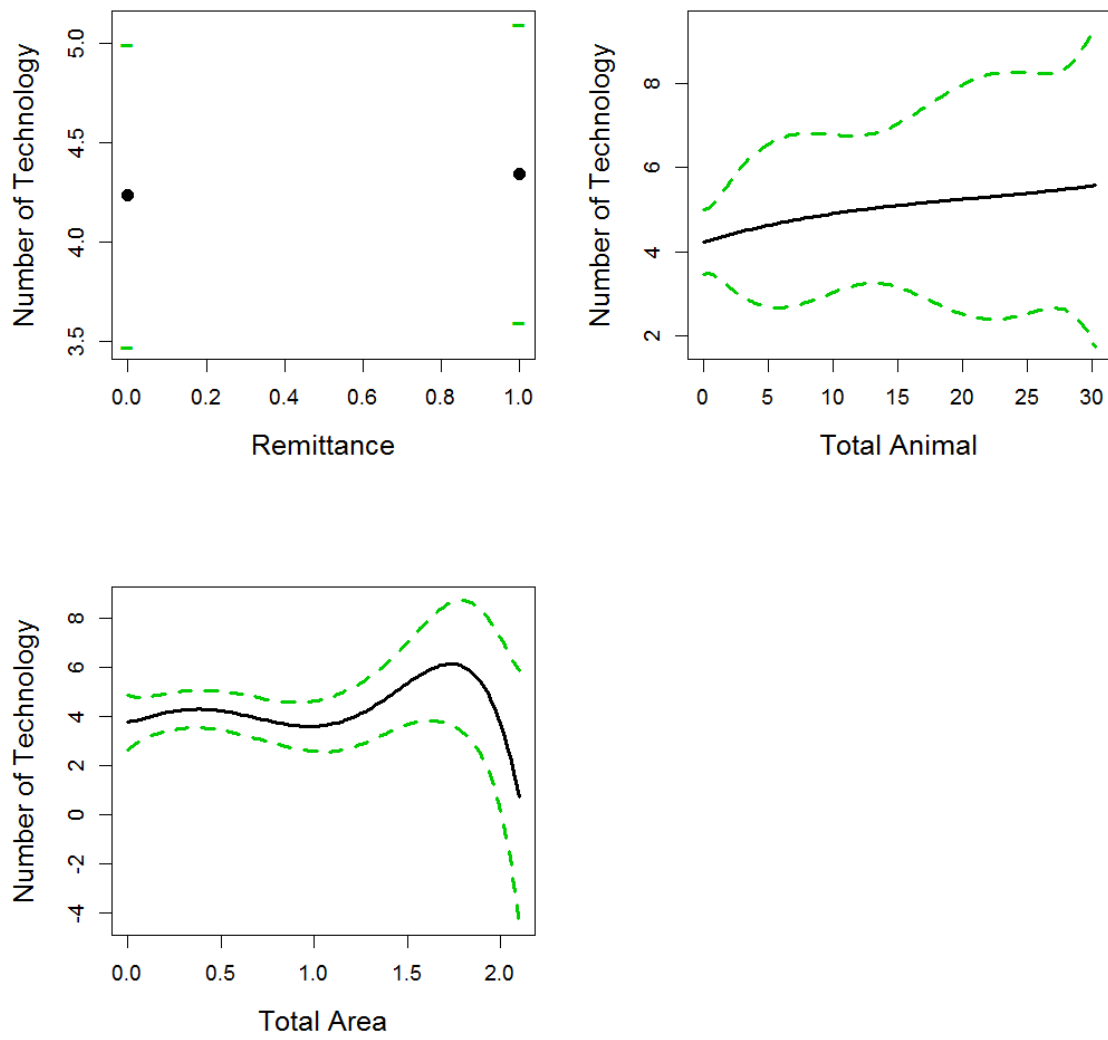 Number of Technology
5.0
4.5
4.0
3.5
0.0 0.2 0.4 0.6 0.8 1.0
Remittance
Number of Technology
8
6
4
2
0 5 10 15 20 25 30
Total Animal
Number of Technology
8
6
4
2
0
-2
-4
0.0 0.5 1.0 1.5 2.0
Total Area